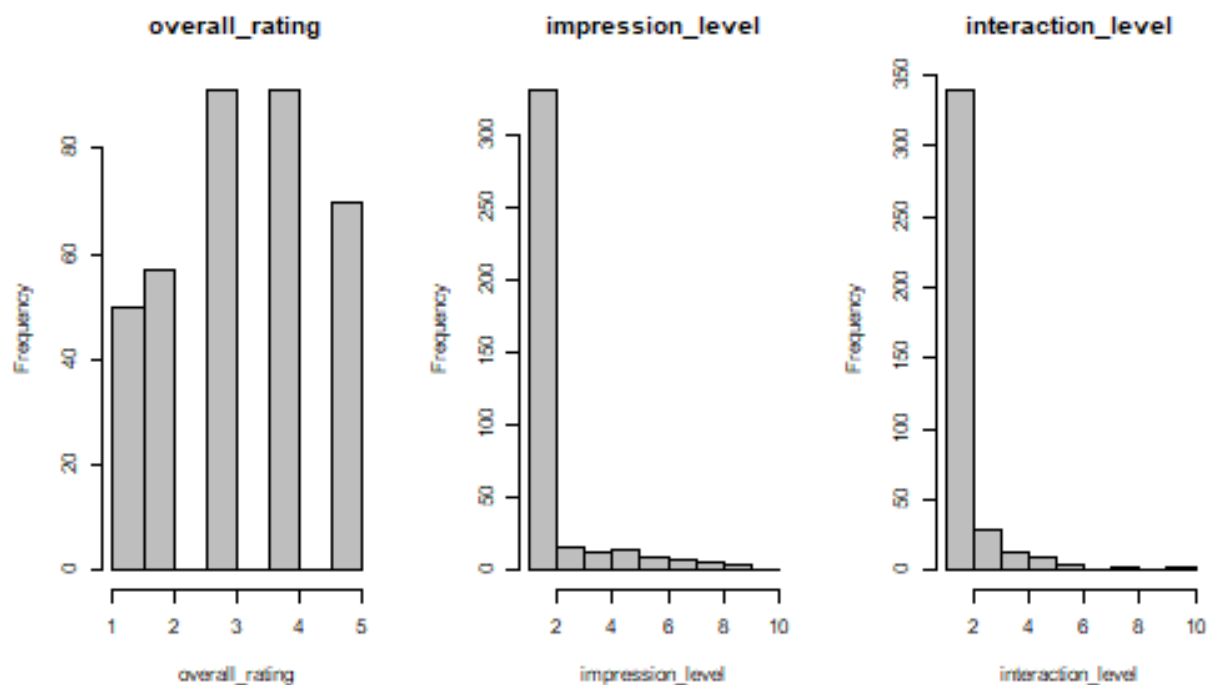 overall_rating
impression_level
interaction_level
Frequency
0 20 40 60 80
1 2 3 4 5
overall_rating
Frequency
0 50 100 150 200 250 300
2 4 6 8 10
impression_level
Frequency
0 50 100 150 200 250 300 350
2 4 6 8 10
interaction_level